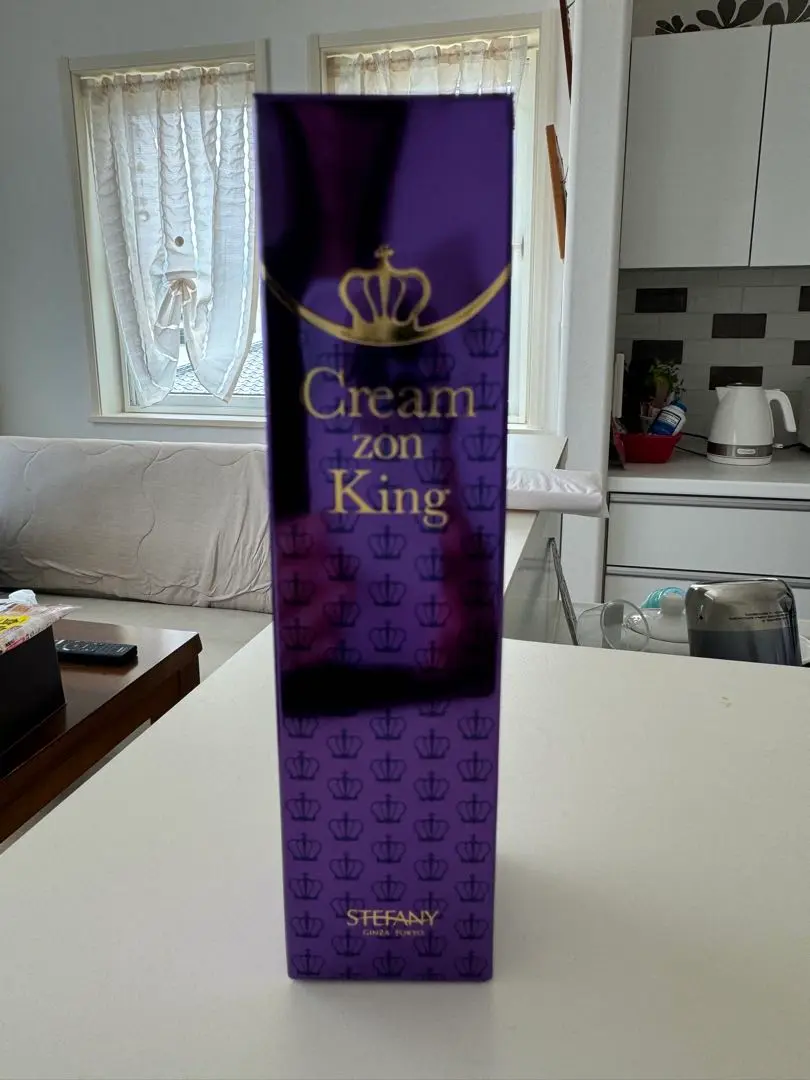 Cream
zon
King
STEFANY
GINZA TOKYO